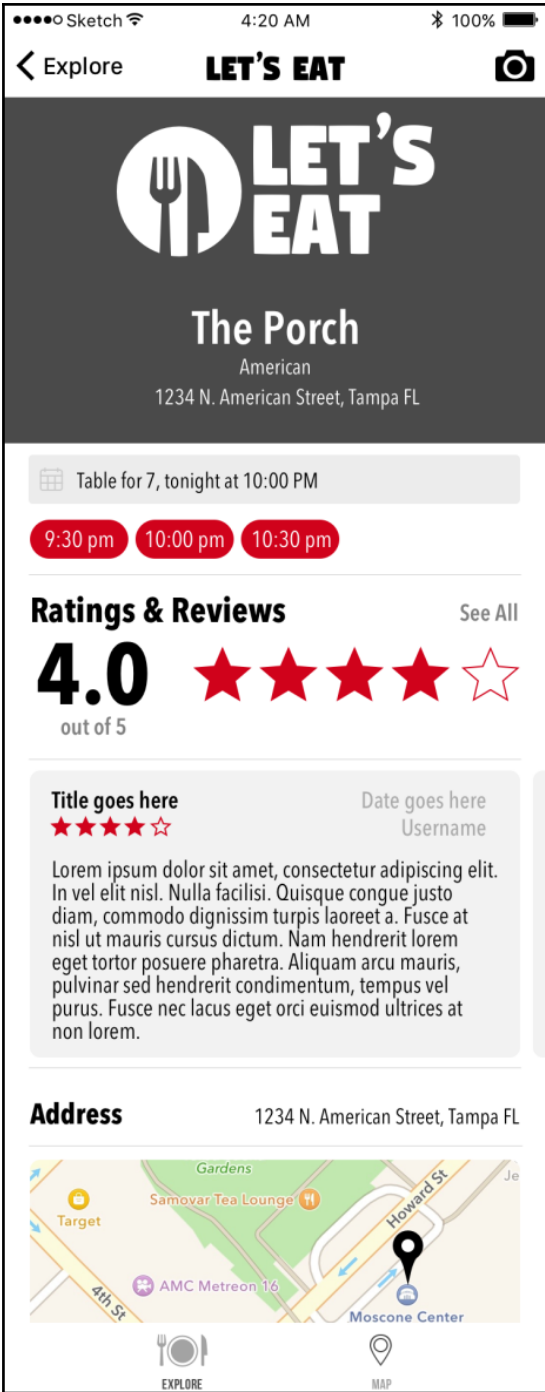 Sketch 4:20 AM 100%
Explore LET'S EAT
LET'S
EAT
The Porch
American
1234 N. American Street, Tampa FL
Table for 7, tonight at 10:00 PM
9:30 pm 10:00 pm 10:30 pm
Ratings & Reviews See All
4.0
out of 5
Title goes here Date goes here
Username
Lorem ipsum dolor sit amet, consectetur adipiscing elit.
In vel elit nisl. Nulla facilisi. Quisque congue justo
diam, commodo dignissim turpis laoreet a. Fusce at
nisl ut mauris cursus dictum. Nam hendrerit lorem
eget tortor posuere pharetra. Aliquam arcu mauris,
pulvinar sed hendrerit condimentum, tempus vel
purus. Fusce nec lacus eget orci euismod ultrices at
non lorem.
Address 1234 N. American Street, Tampa FL
Gardens
Je
Samovar Tea Lounge
Howard St
Target
AMC Metreon 16
4th St
Moscone Center
EXPLORE MAP